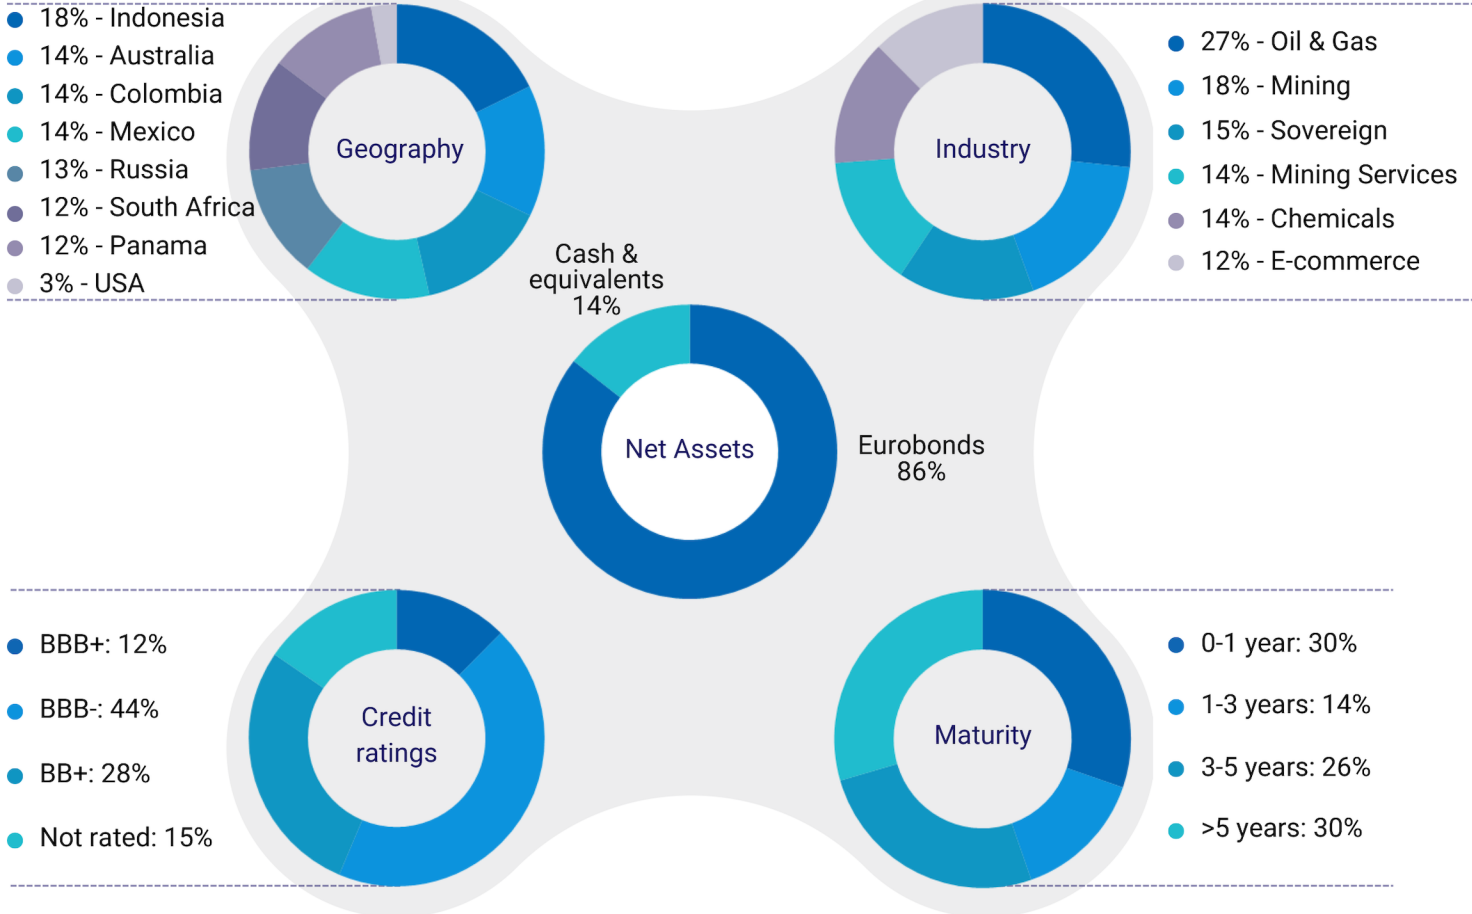 18% - Indonesia
14% - Australia
14% - Colombia
14% - Mexico
13% - Russia
12% - South Africa
12% - Panama
3% - USA
Geography
Industry
27% - Oil & Gas
18% - Mining
15% - Sovereign
14% - Mining Services
14% - Chemicals
12% - E-commerce
Cash &
equivalents
14%
Net Assets
Eurobonds
86%
BBB+: 12%
BBB-: 44%
BB+: 28%
Not rated: 15%
Credit
ratings
Maturity
0-1 year: 30%
1-3 years: 14%
3-5 years: 26%
>5 years: 30%